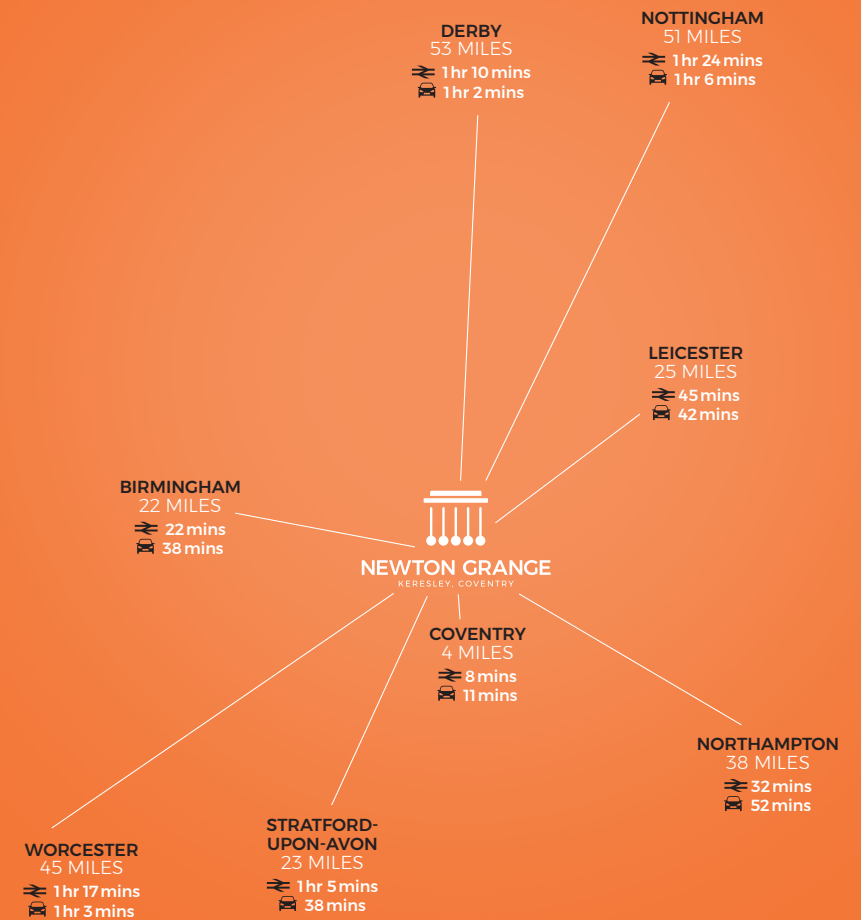 DERBY
53 MILES
1 hr 10 mins
1 hr 2 mins
NOTTINGHAM
51 MILES
1 hr 24 mins
1 hr 6 mins
LEICESTER
25 MILES
45 mins
42 mins
BIRMINGHAM
22 MILES
22 mins
38 mins
NEWTON GRANGE
KERESLEY, COVENTRY
COVENTRY
4 MILES
8 mins
11 mins
NORTHAMPTON
38 MILES
32 mins
52 mins
STRATFORD-
UPON-AVON
23 MILES
1 hr 5 mins
38 mins
WORCESTER
45 MILES
1 hr 17 mins
1 hr 3 mins